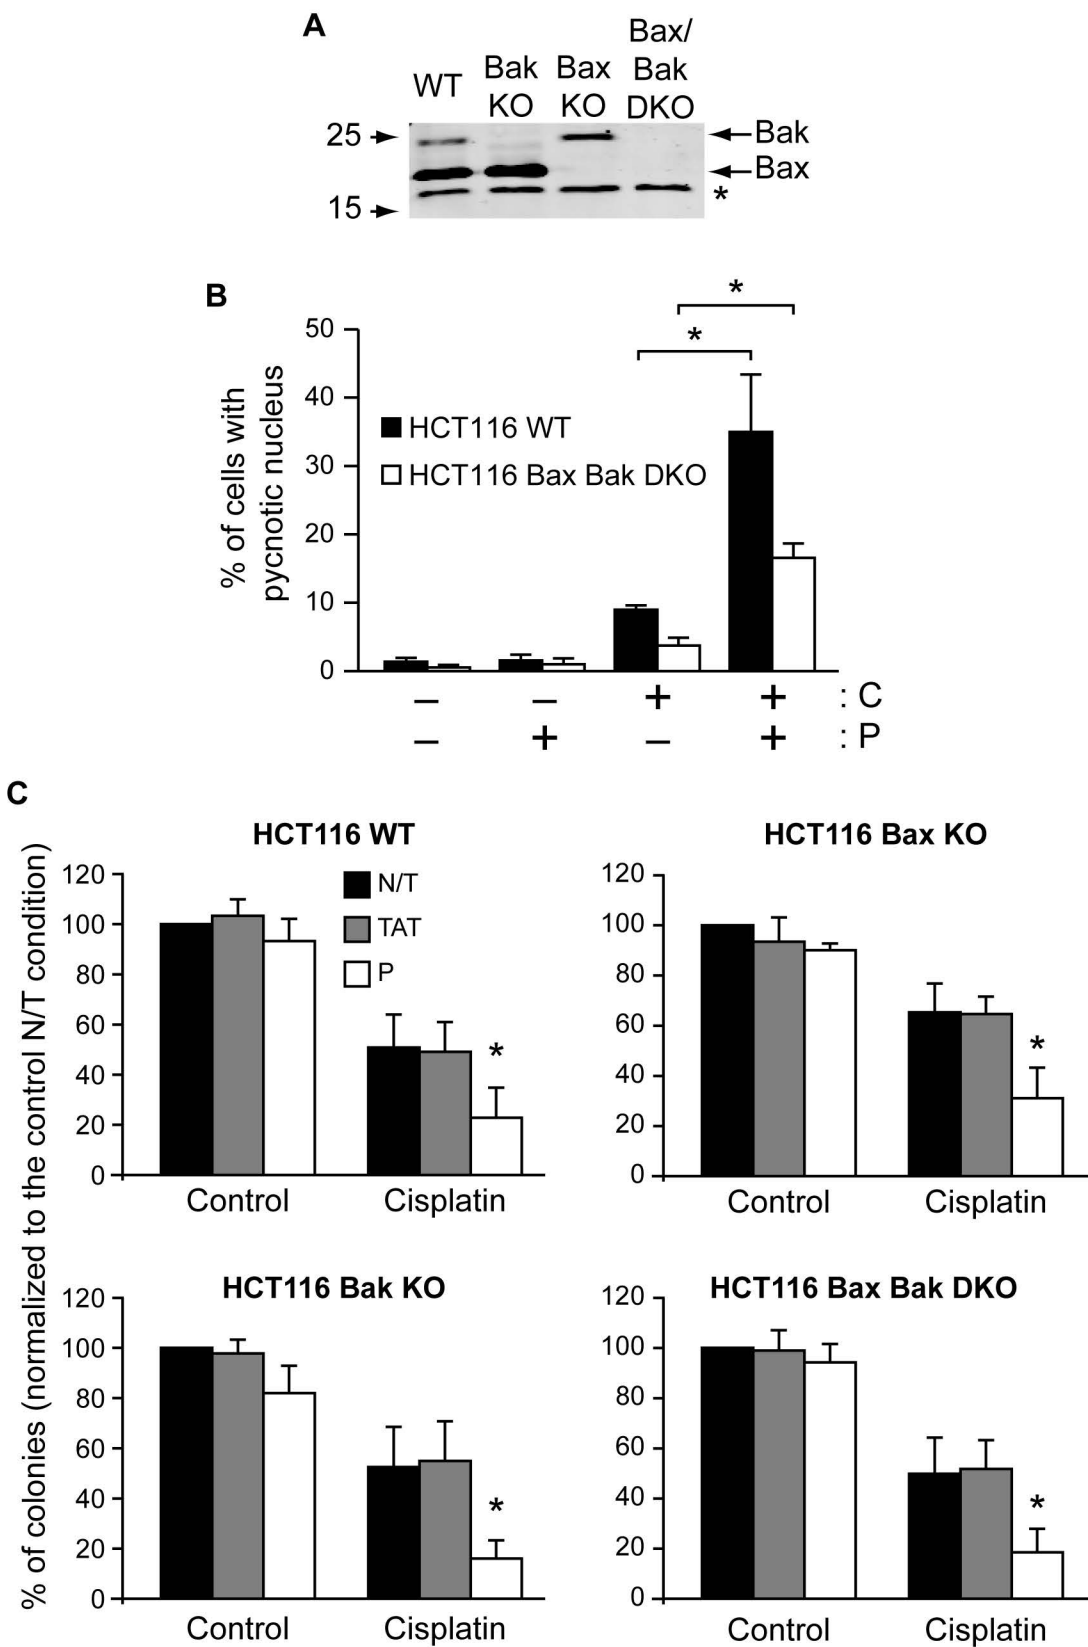 A
WT
Bak
KO
Bax
KO
Bax/
Bak
DKO
25
15
Bak
Bax
*
B
% of cells with
pycnotic nucleus
50
40
30
20
10
0
*
*
HCT116 WT
HCT116 Bax Bak DKO
– – + + : C
– + – + : P
C
% of colonies (normalized to the control N/T condition)
HCT116 WT
120
100
80
60
40
20
0
N/T
TAT
P
*
Control Cisplatin
HCT116 Bax KO
120
100
80
60
40
20
0
*
Control Cisplatin
HCT116 Bak KO
120
100
80
60
40
20
0
*
Control Cisplatin
HCT116 Bax Bak DKO
120
100
80
60
40
20
0
*
Control Cisplatin